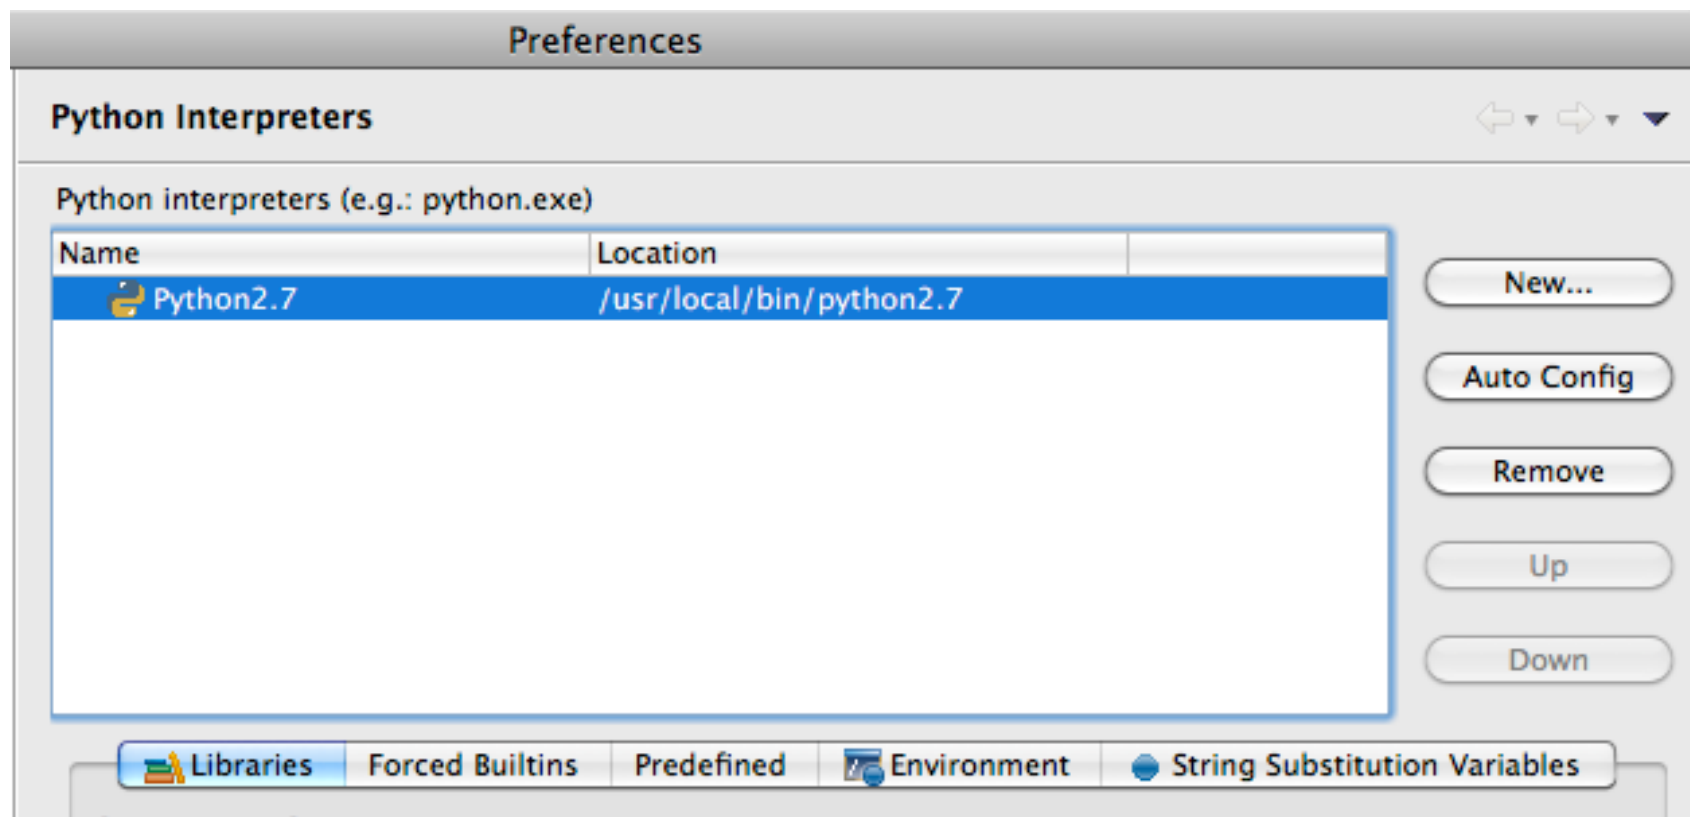 Preferences
Python Interpreters
Python interpreters (e.g.: python.exe)
Name Location
Python2.7 /usr/local/bin/python2.7
New...
Auto Config
Remove
Up
Down
Libraries Forced Builtins Predefined Environment String Substitution Variables